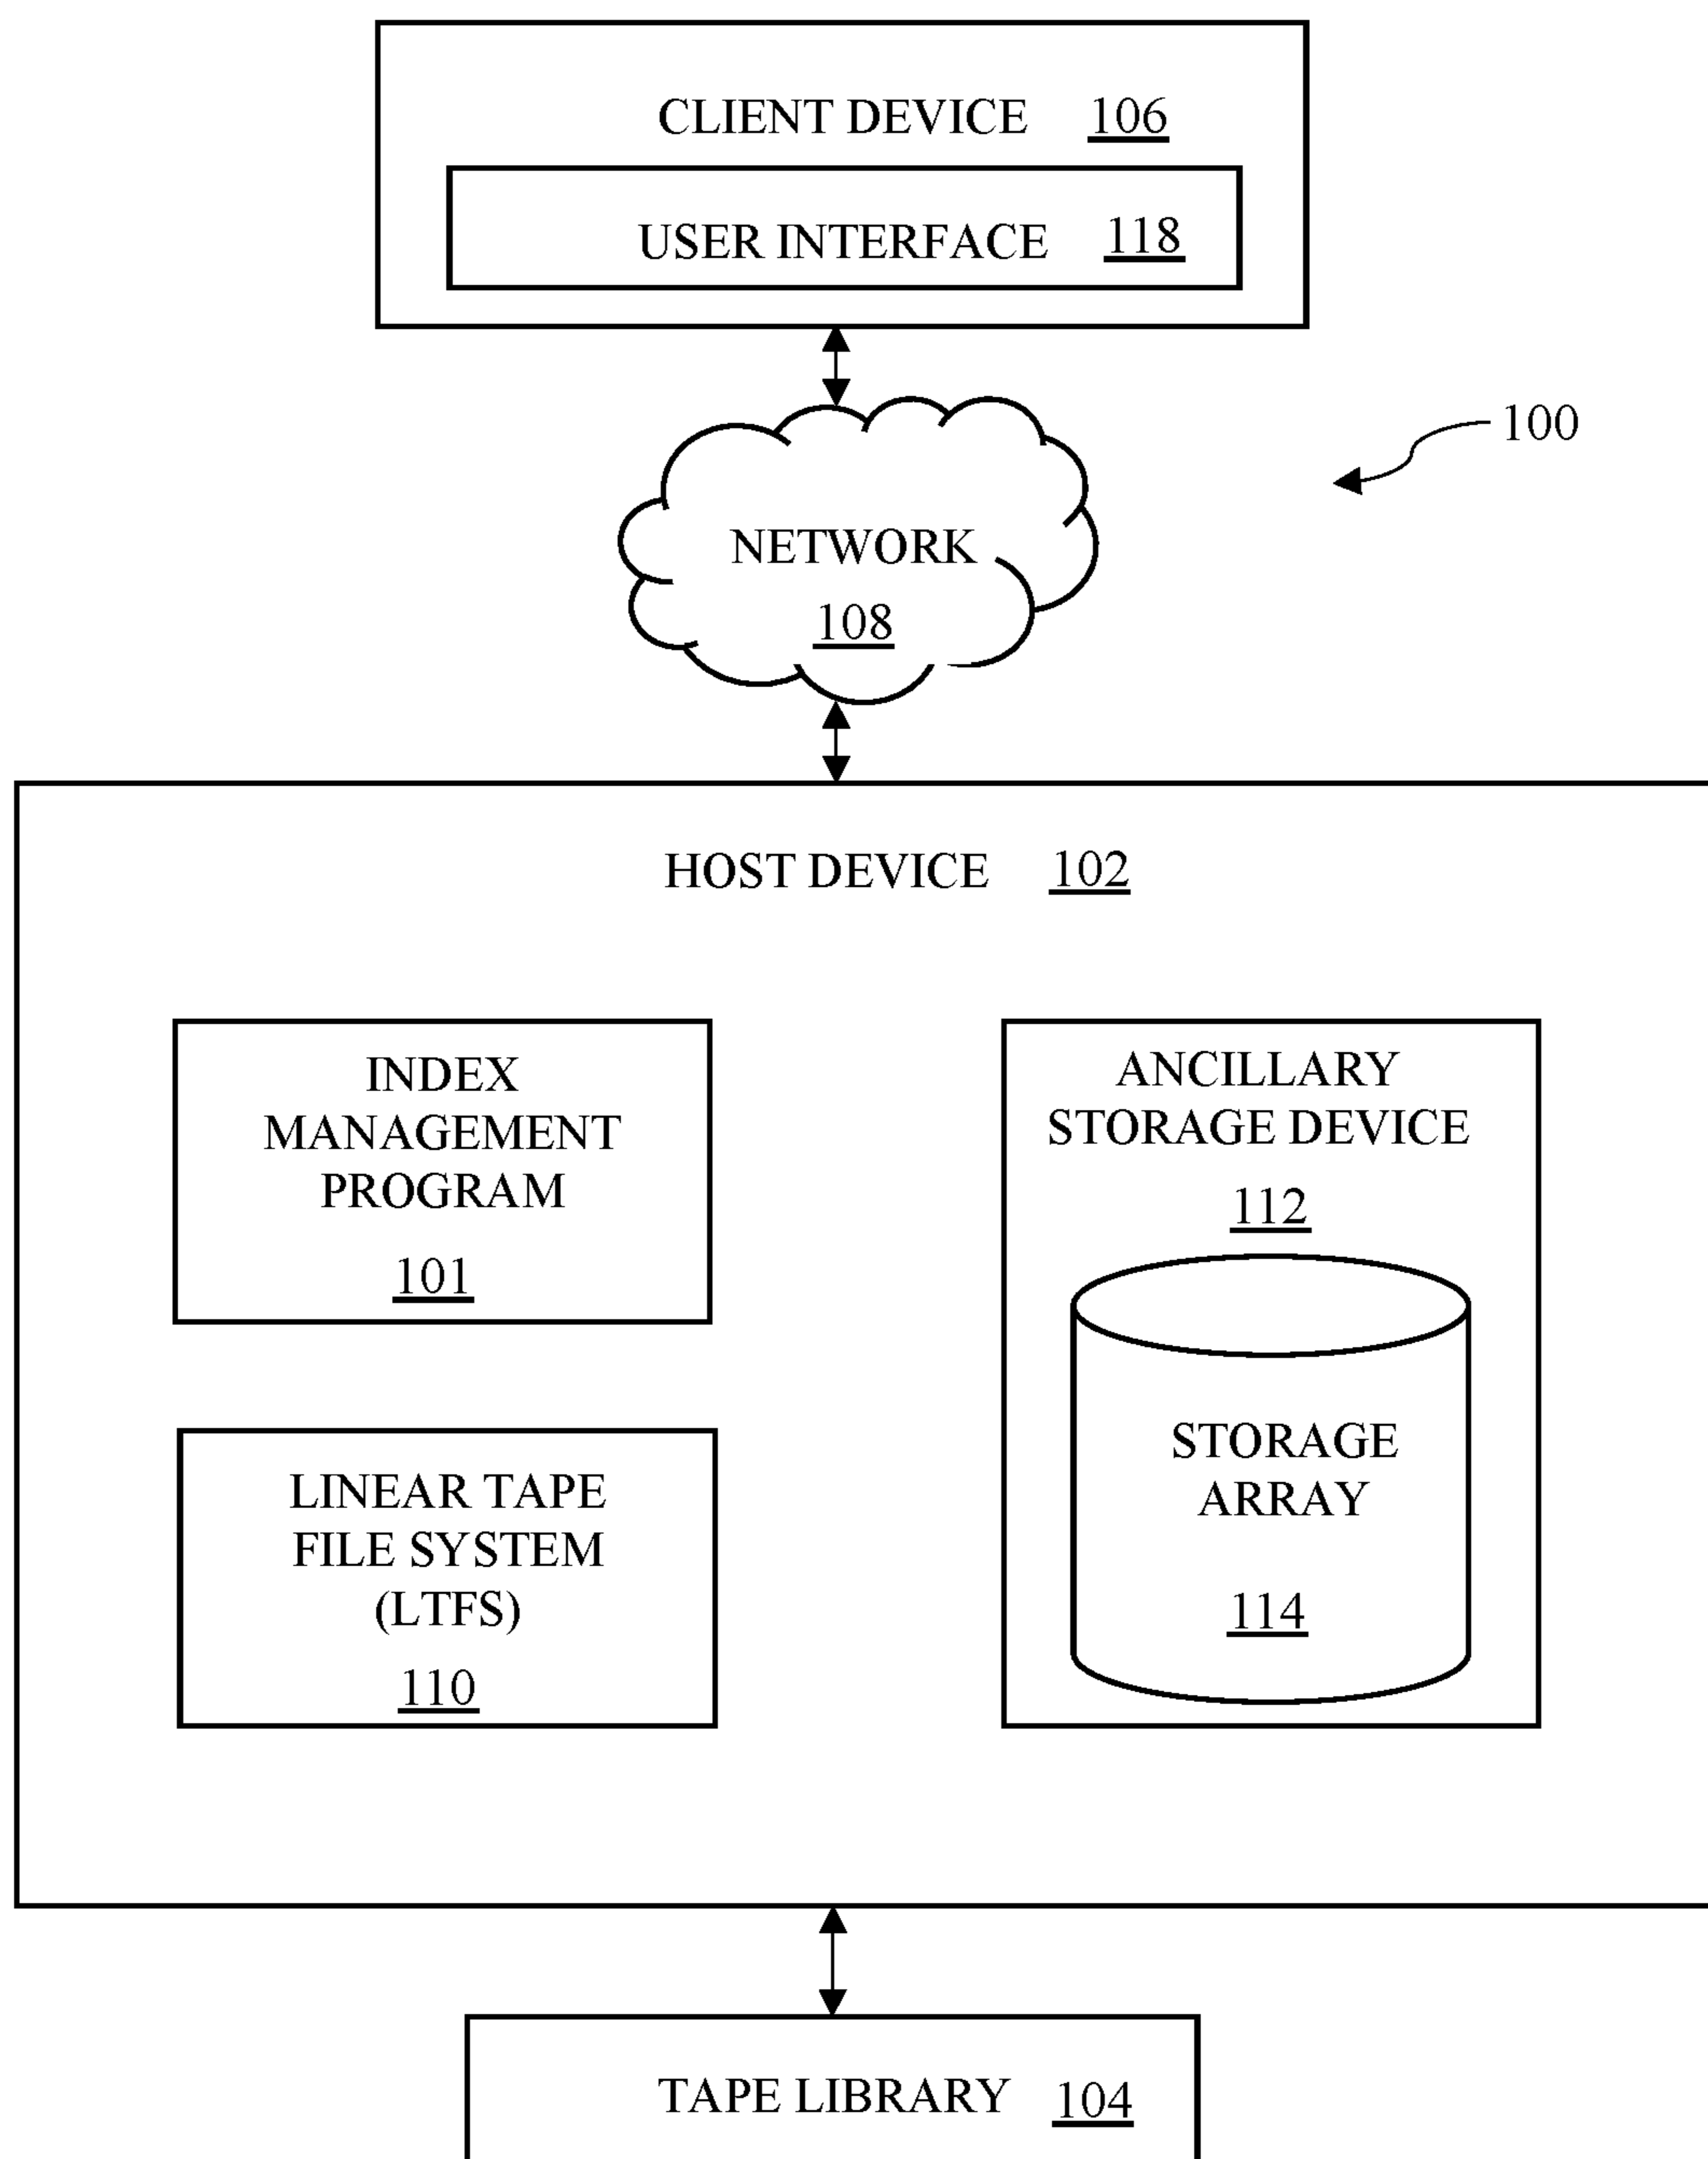 CLIENT DEVICE 106
USER INTERFACE 118
100
NETWORK
108
HOST DEVICE 102
INDEX
MANAGEMENT
PROGRAM
101
ANCILLARY
STORAGE DEVICE
112
STORAGE
ARRAY
114
LINEAR TAPE
FILE SYSTEM
(LTFS)
110
TAPE LIBRARY 104